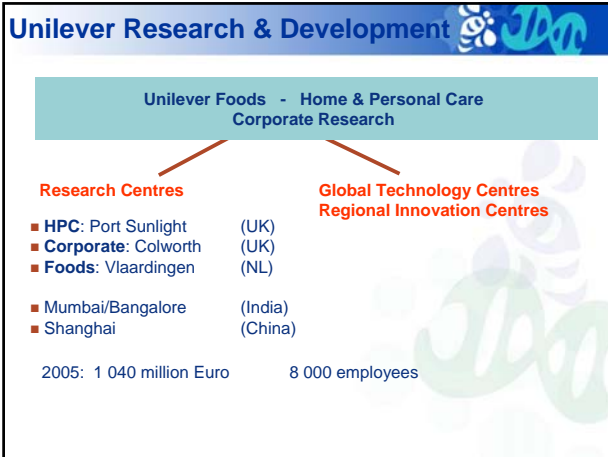 Unilever Research & Development
Unilever Foods - Home & Personal Care
Corporate Research
Research Centres
■ HPC: Port Sunlight (UK)
■ Corporate: Colworth (UK)
■ Foods: Vlaardingen (NL)
■ Mumbai/Bangalore (India)
■ Shanghai (China)
Global Technology Centres
Regional Innovation Centres
2005: 1 040 million Euro 8 000 employees